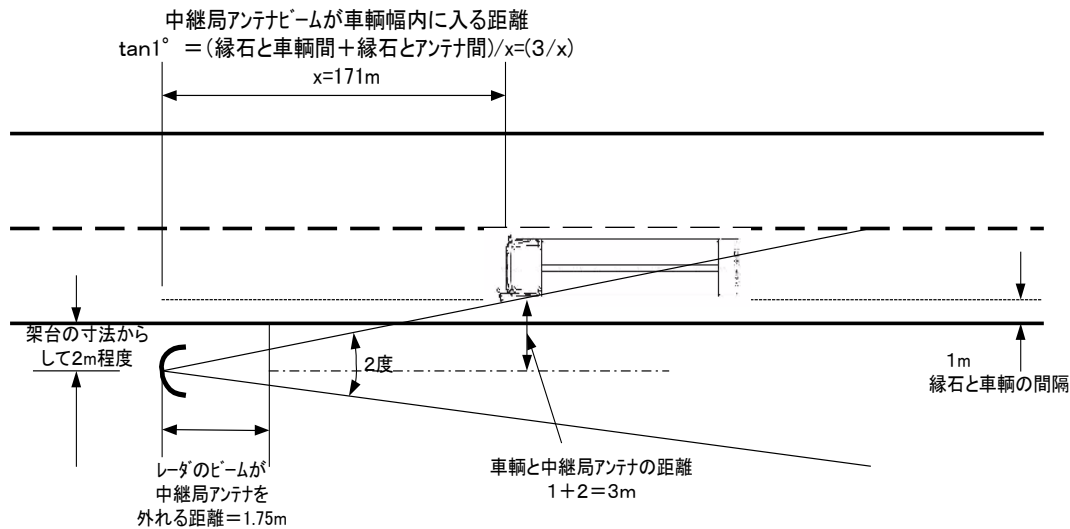 中継局アンテナビームが車輌幅内に入る距離
tan1°＝(縁石と車輌間＋縁石とアンテナ間)/x=(3/x)
x=171m
架台の寸法から
して2m程度
2度
1m
縁石と車輌の間隔
レーダのビームが
中継局アンテナを
外れる距離＝1.75m
車輌と中継局アンテナの距離
1＋2＝3m